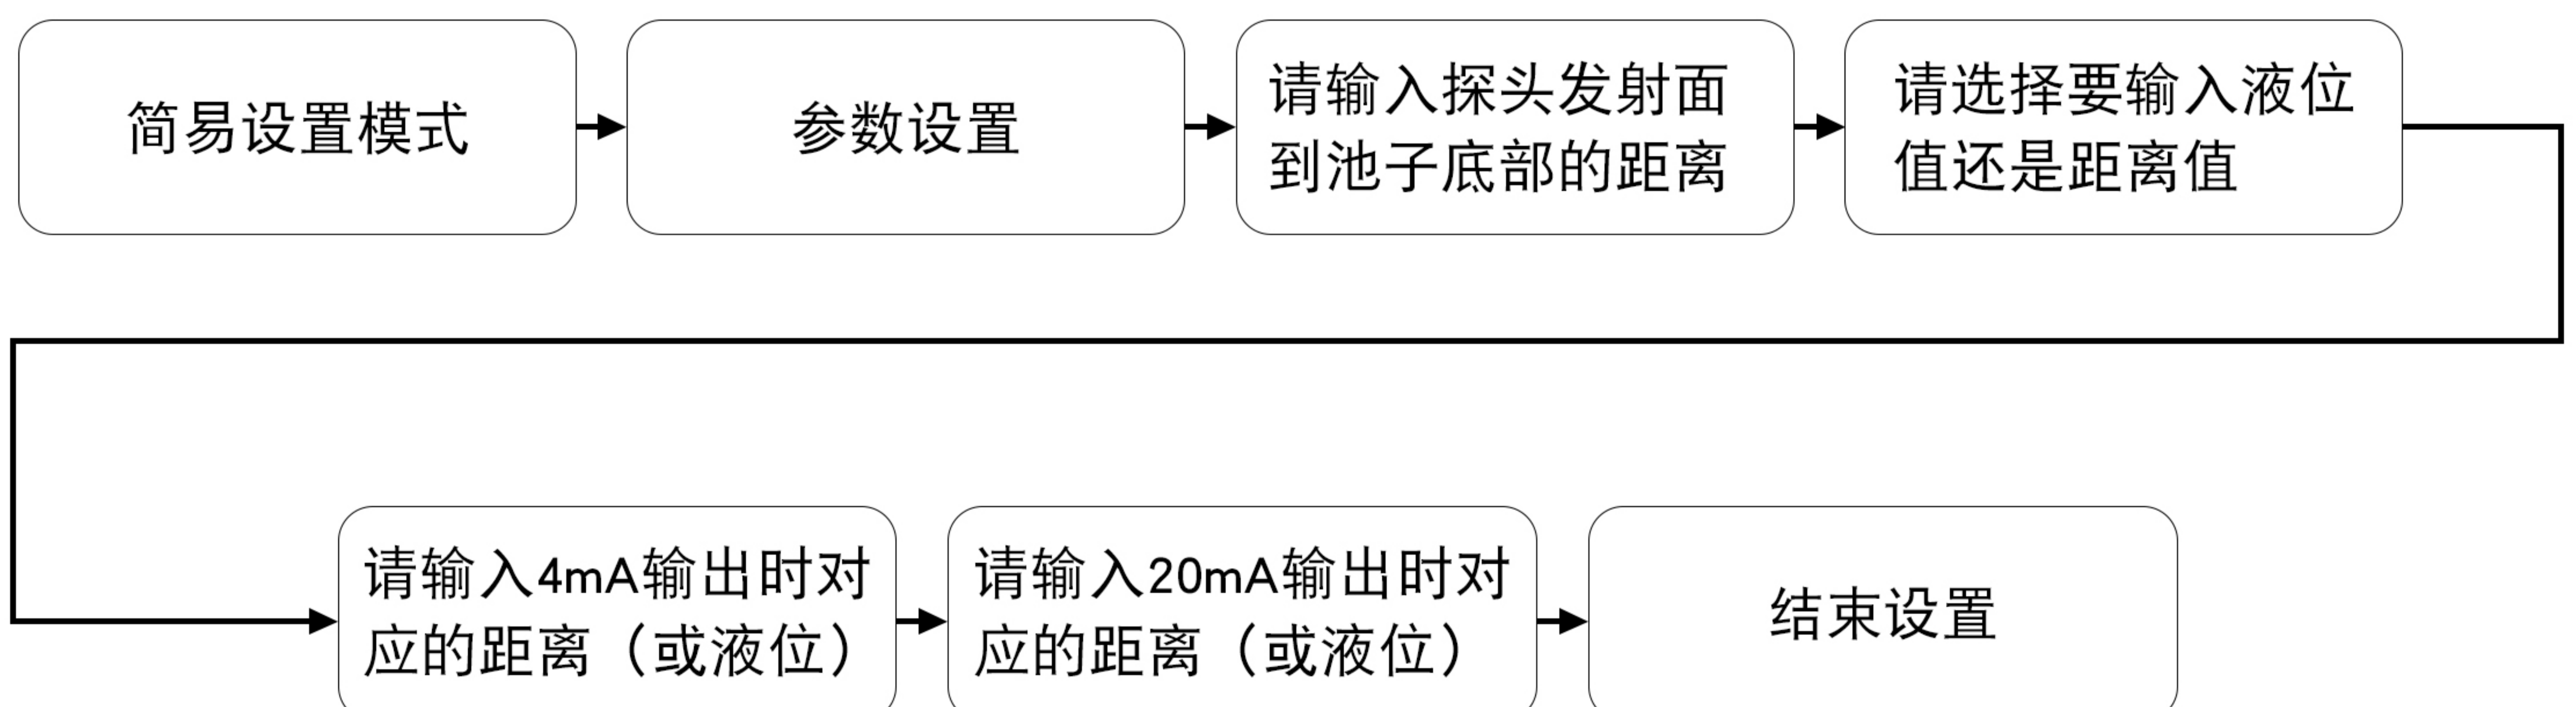 简易设置模式
参数设置
请输入探头发射面
到池子底部的距离
请选择要输入液位
值还是距离值
请输入4mA输出时对
应的距离（或液位）
请输入20mA输出时对
应的距离（或液位）
结束设置